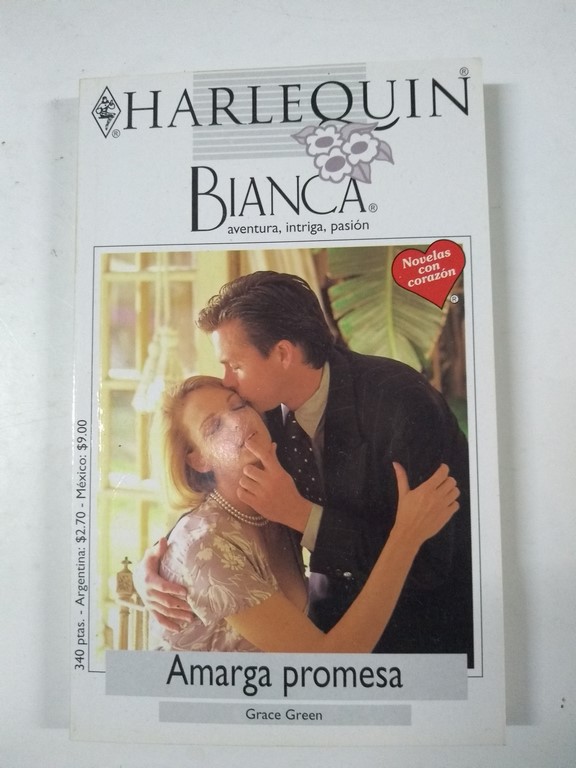 HARLEQUIN®
BIANCA®
aventura, intriga, pasión
Novelas
con
corazón
®
340 ptas. - Argentina: $2.70 - México: $9.00
Amarga promesa
Grace Green